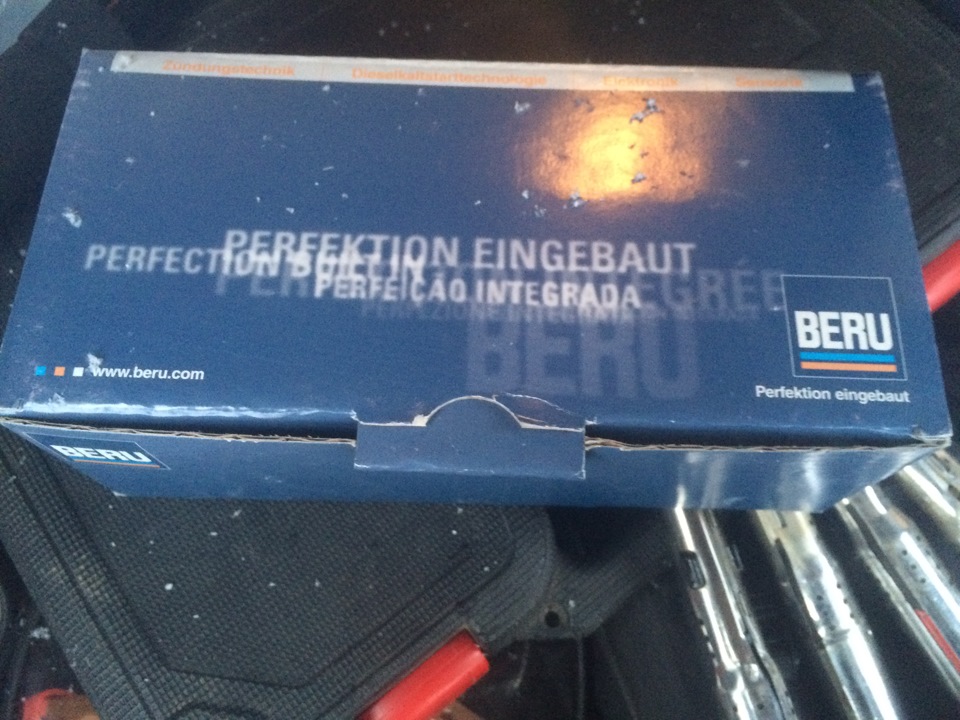 Zündungstechnik Dieselkaltstarttechnologie Elektronik Sensorik
PERFEKTION EINGEBAUT
PERFECTION BUILT IN
PERFEIÇÃO INTEGRADA
BERU
BERU
www.beru.com
Perfektion eingebaut
BERU